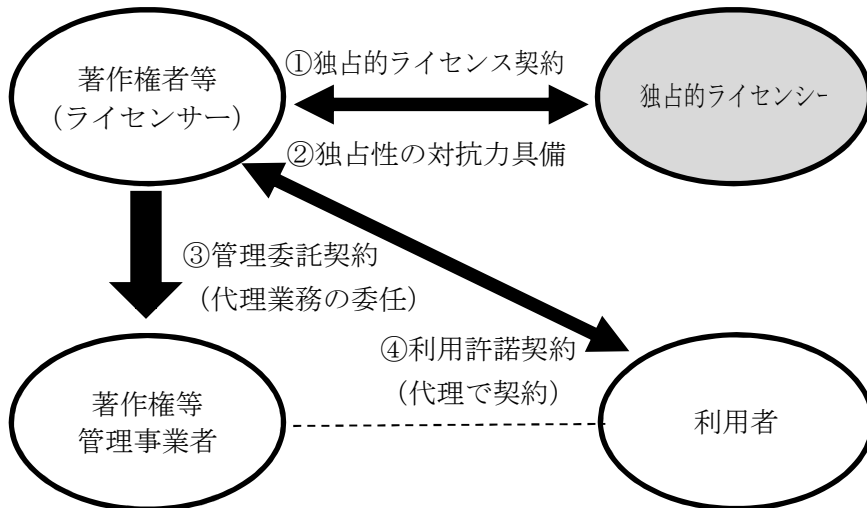 著作権者等
（ライセンサー）
①独占的ライセンス契約
②独占性の対抗力具備
独占的ライセンシー
③管理委託契約
（代理業務の委任）
④利用許諾契約
（代理で契約）
著作権等
管理事業者
利用者